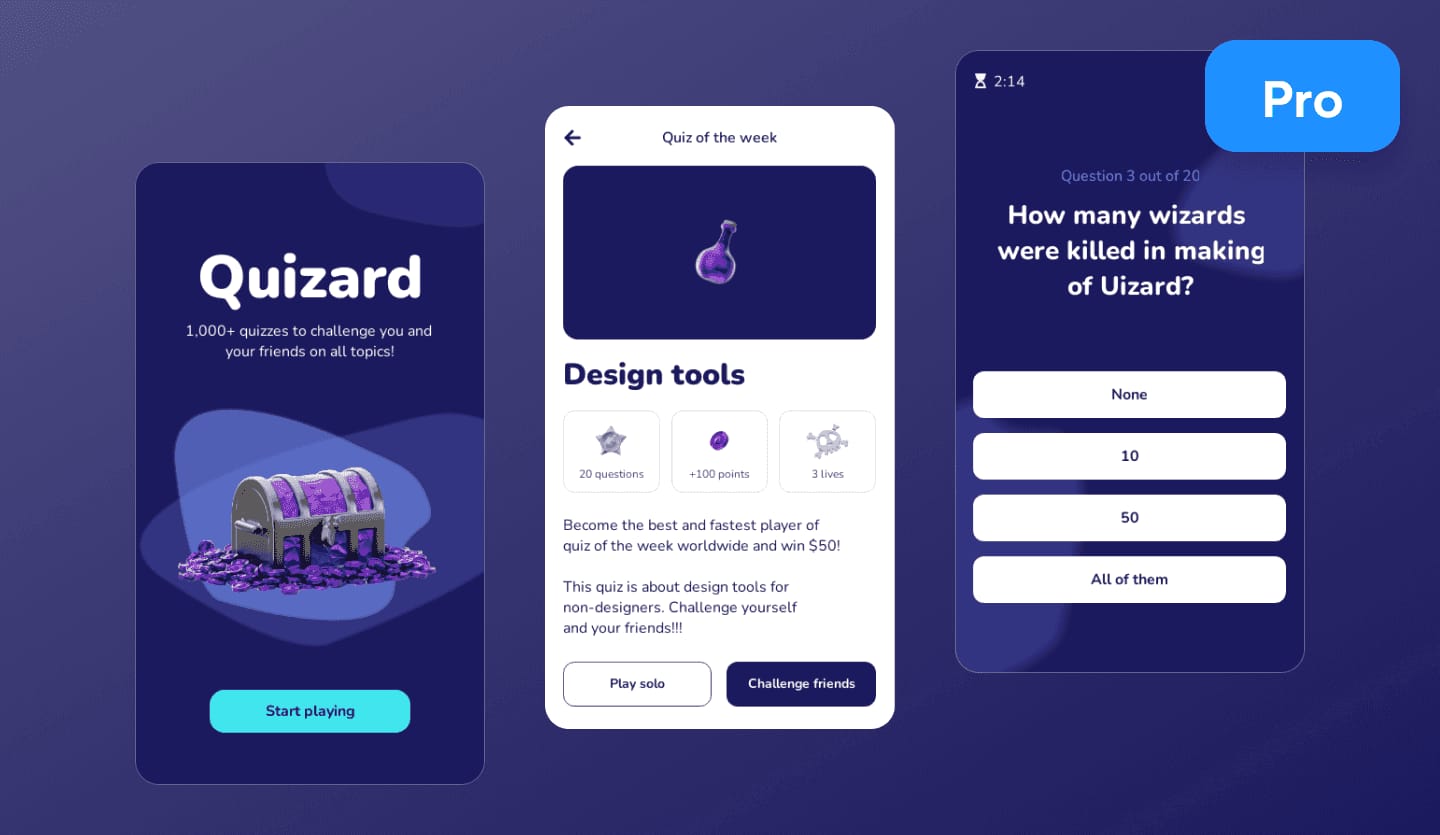 Quizard
1,000+ quizzes to challenge you and
your friends on all topics!
Start playing
Quiz of the week
Design tools
20 questions
+100 points
3 lives
Become the best and fastest player of
quiz of the week worldwide and win $50!
This quiz is about design tools for
non-designers. Challenge yourself
and your friends!!!
Play solo
Challenge friends
Pro
2:14
Question 3 out of 20
How many wizards
were killed in making
of Uizard?
None
10
50
All of them